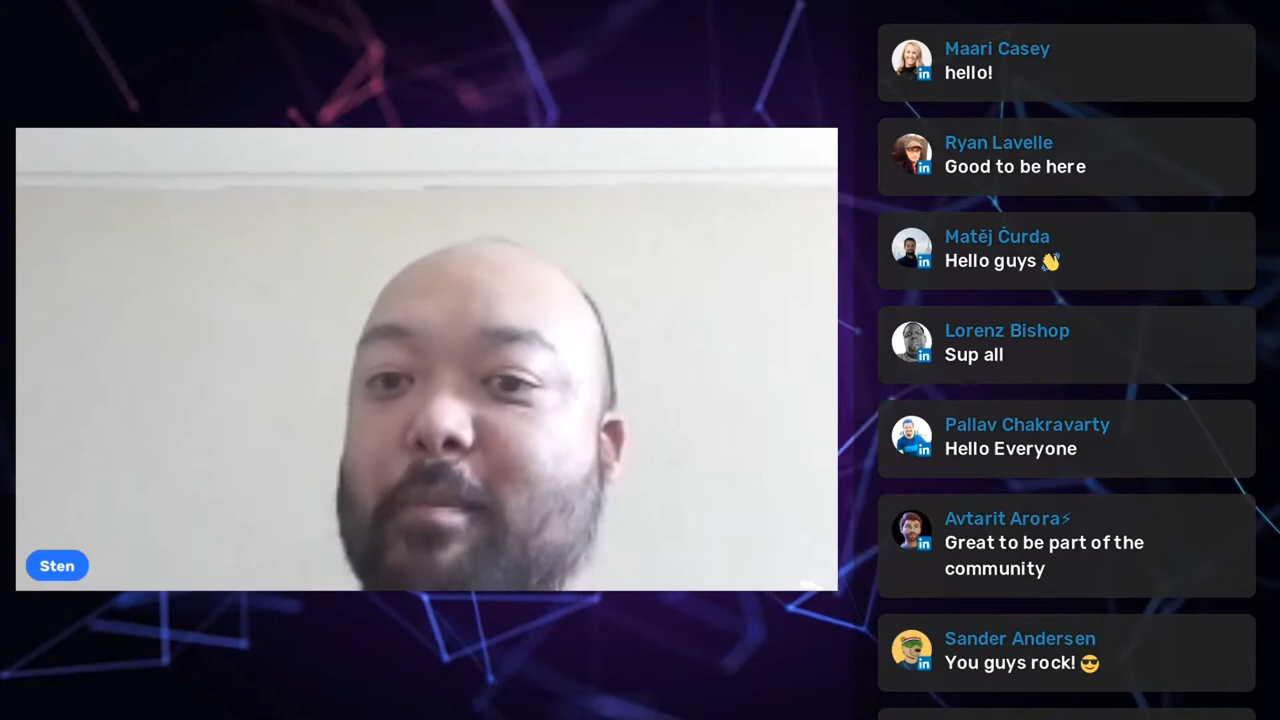 Sten
Maari Casey
hello!
Ryan Lavelle
Good to be here
Matěj Čurda
Hello guys 👋
Lorenz Bishop
Sup all
Pallav Chakravarty
Hello Everyone
Avtarit Arora⚡
Great to be part of the
community
Sander Andersen
You guys rock! 😎